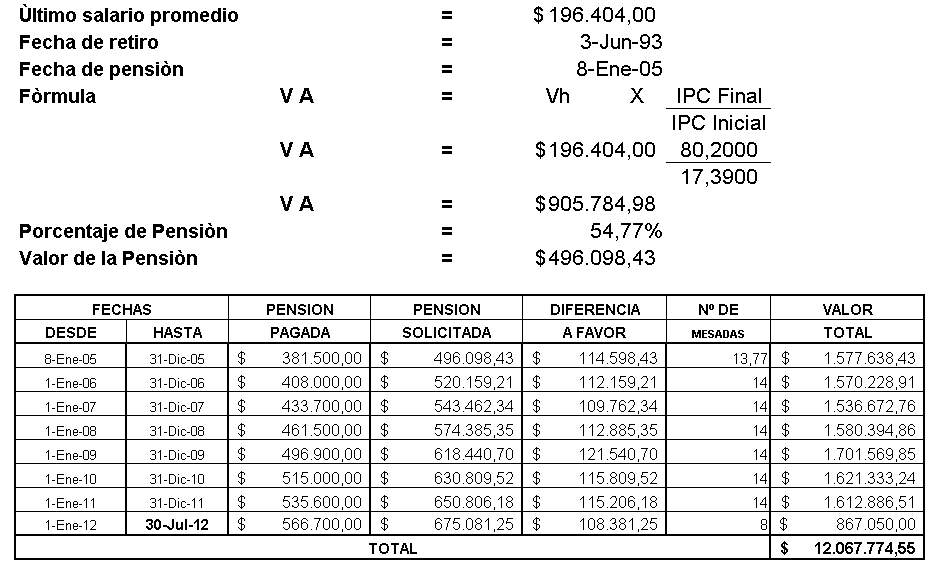 Ùltimo salario promedio = $ 196.404,00
Fecha de retiro = 3-Jun-93
Fecha de pensiòn = 8-Ene-05
Fòrmula V A = Vh X IPC Final
IPC Inicial
V A = $196.404,00 80,2000
17,3900
V A = $905.784,98
Porcentaje de Pensiòn = 54,77%
Valor de la Pensiòn = $496.098,43
FECHAS PENSION PENSION DIFERENCIA Nº DE VALOR
DESDE HASTA PAGADA SOLICITADA A FAVOR MESADAS TOTAL
8-Ene-05 31-Dic-05 $ 381.500,00 $ 496.098,43 $ 114.598,43 13,77 $ 1.577.638,43
1-Ene-06 31-Dic-06 $ 408.000,00 $ 520.159,21 $ 112.159,21 14 $ 1.570.228,91
1-Ene-07 31-Dic-07 $ 433.700,00 $ 543.462,34 $ 109.762,34 14 $ 1.536.672,76
1-Ene-08 31-Dic-08 $ 461.500,00 $ 574.385,35 $ 112.885,35 14 $ 1.580.394,86
1-Ene-09 31-Dic-09 $ 496.900,00 $ 618.440,70 $ 121.540,70 14 $ 1.701.569,85
1-Ene-10 31-Dic-10 $ 515.000,00 $ 630.809,52 $ 115.809,52 14 $ 1.621.333,24
1-Ene-11 31-Dic-11 $ 535.600,00 $ 650.806,18 $ 115.206,18 14 $ 1.612.886,51
1-Ene-12 30-Jul-12 $ 566.700,00 $ 675.081,25 $ 108.381,25 8 $ 867.050,00
TOTAL $ 12.067.774,55